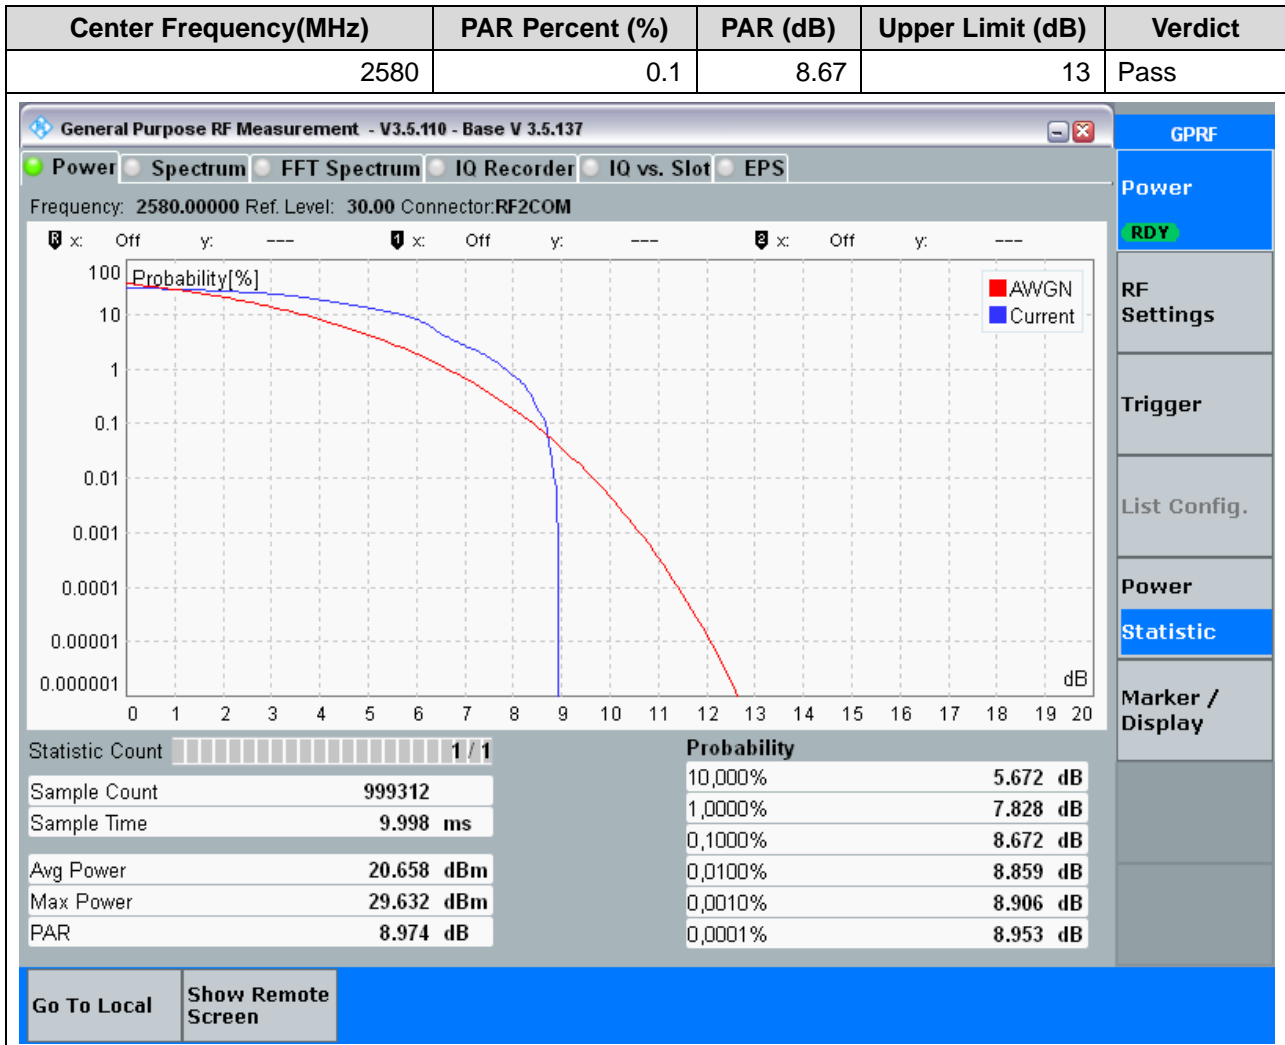 Center Frequency(MHz) PAR Percent (%) PAR (dB) Upper Limit (dB) Verdict
2580 0.1 8.67 13 Pass
General Purpose RF Measurement - V3.5.110 - Base V 3.5.137
GPRF
Power Spectrum FFT Spectrum IQ Recorder IQ vs. Slot EPS
Frequency: 2580.00000 Ref. Level: 30.00 Connector:RF2COM
R x: Off y: --- 1 x: Off y: --- 2 x: Off y: ---
Power
RDY
RF
Settings
Trigger
List Config.
Power
Statistic
Marker /
Display
Probability[%]
AWGN
Current
100
10
1
0.1
0.01
0.001
0.0001
0.00001
0.000001
dB
0 1 2 3 4 5 6 7 8 9 10 11 12 13 14 15 16 17 18 19 20
Statistic Count 1 / 1
Sample Count 999312
Sample Time 9.998 ms
Avg Power 20.658 dBm
Max Power 29.632 dBm
PAR 8.974 dB
Probability
10,000% 5.672 dB
1,0000% 7.828 dB
0,1000% 8.672 dB
0,0100% 8.859 dB
0,0010% 8.906 dB
0,0001% 8.953 dB
Go To Local
Show Remote
Screen